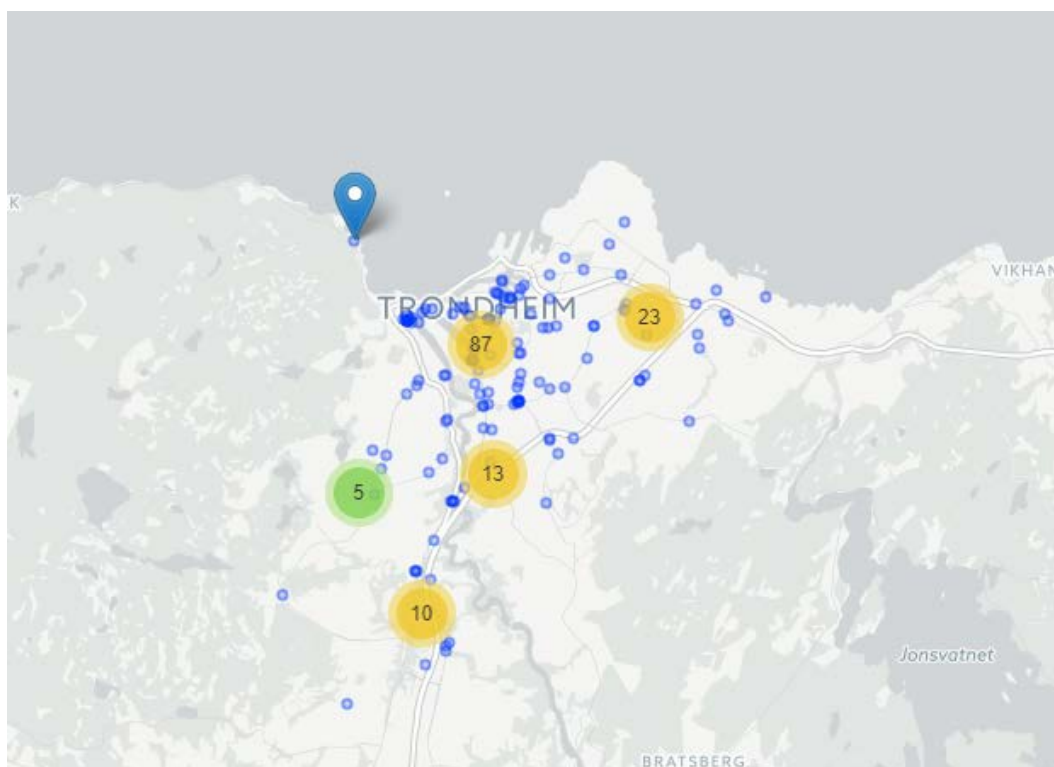 K
VIKHAN
TRONDHEIM
23
87
13
5
10
Jonsvatnet
BRATSBERG